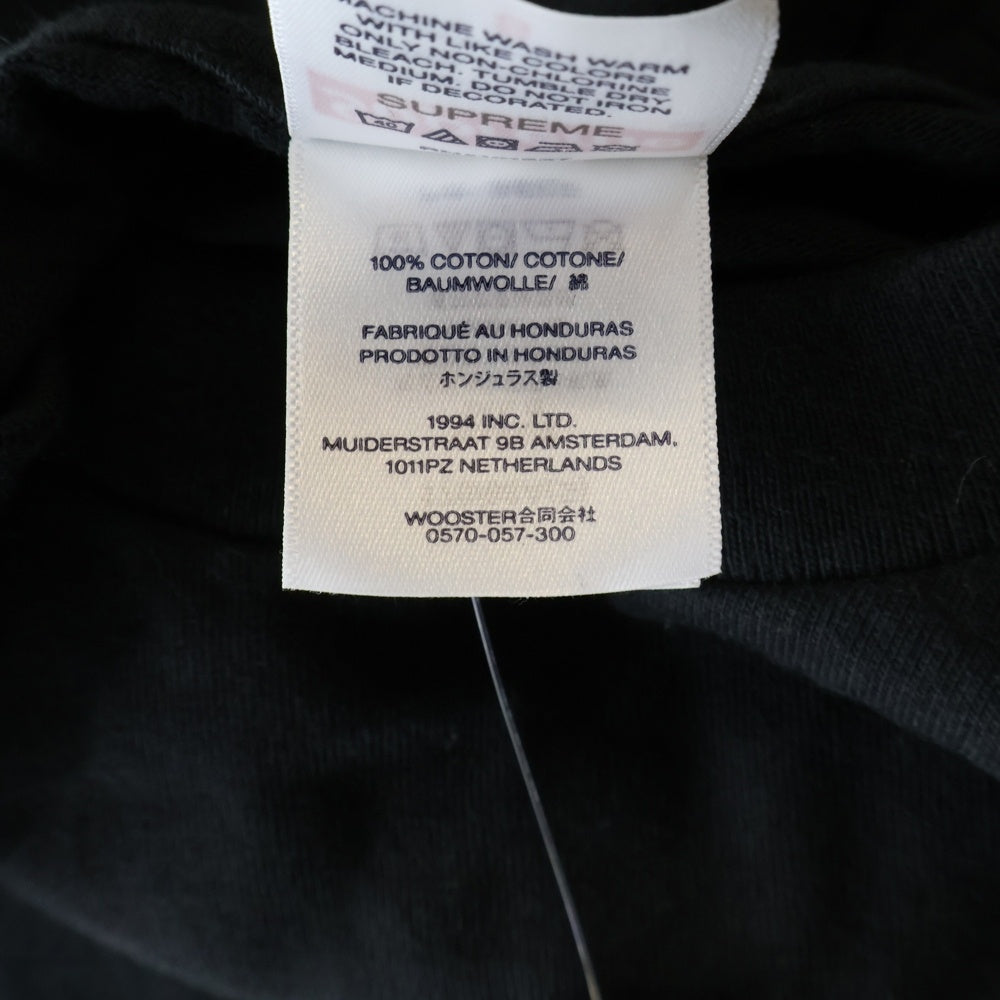 MACHINE WASH WARM
WITH LIKE COLORS
ONLY NON-CHLORINE
BLEACH. TUMBLE DRY
MEDIUM. DO NOT IRON
IF DECORATED.
SUPREME
40
100% COTON/ COTONE/
BAUMWOLLE/ 綿
FABRIQUÉ AU HONDURAS
PRODOTTO IN HONDURAS
ホンジュラス製
1994 INC. LTD.
MUIDERSTRAAT 9B AMSTERDAM,
1011PZ NETHERLANDS
WOOSTER合同会社
0570-057-300